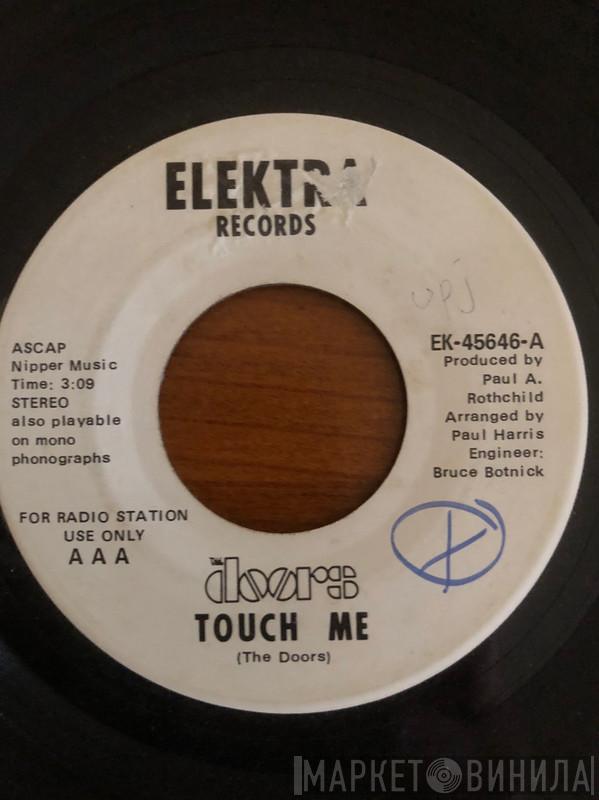 ELEKTRA
RECORDS
upj
EK-45646-A
Produced by
Paul A.
Rothchild
Arranged by
Paul Harris
Engineer:
Bruce Botnick
ASCAP
Nipper Music
Time: 3:09
STEREO
also playable
on mono
phonographs
FOR RADIO STATION
USE ONLY
A A A
THE doors
TOUCH ME
(The Doors)
МАРКЕТ ВИНИЛА